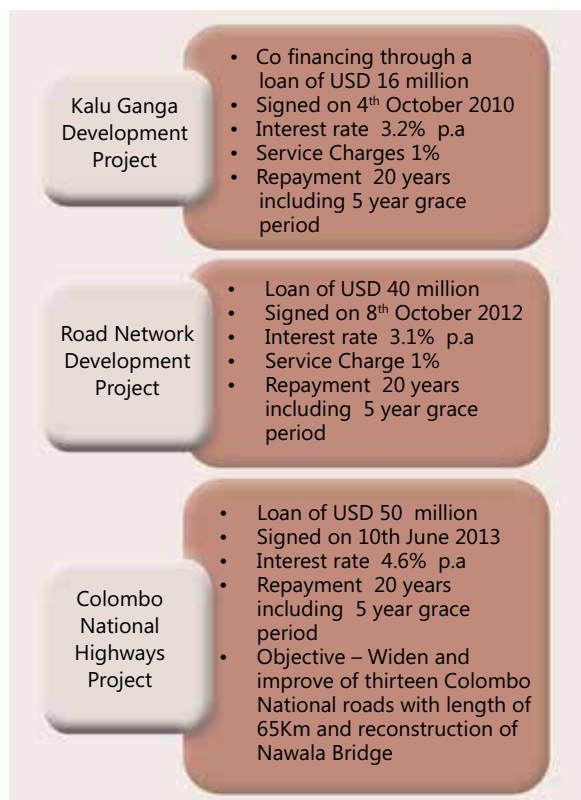 Kalu Ganga
Development
Project
• Co financing through a
loan of USD 16 million
• Signed on 4th October 2010
• Interest rate 3.2% p.a
• Service Charges 1%
• Repayment 20 years
including 5 year grace
period
Road Network
Development
Project
• Loan of USD 40 million
• Signed on 8th October 2012
• Interest rate 3.1% p.a
• Service Charge 1%
• Repayment 20 years
including 5 year grace
period
Colombo
National
Highways
Project
• Loan of USD 50 million
• Signed on 10th June 2013
• Interest rate 4.6% p.a
• Repayment 20 years
including 5 year grace
period
• Objective – Widen and
improve of thirteen Colombo
National roads with length of
65Km and reconstruction of
Nawala Bridge